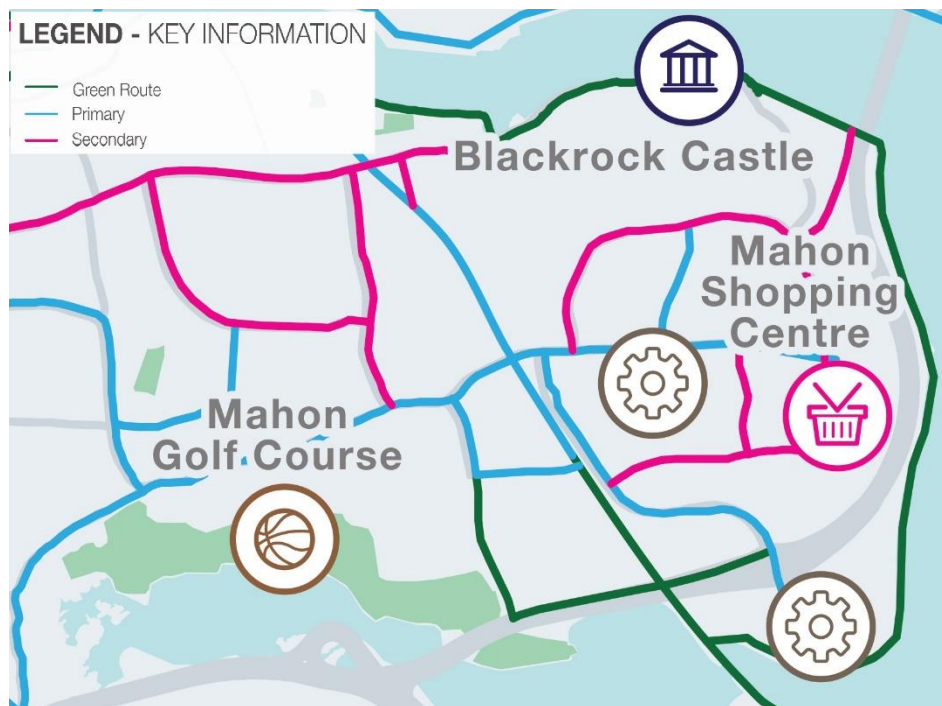 LEGEND - KEY INFORMATION
Green Route
Primary
Secondary
Blackrock Castle
Mahon
Shopping
Centre
Mahon
Golf Course